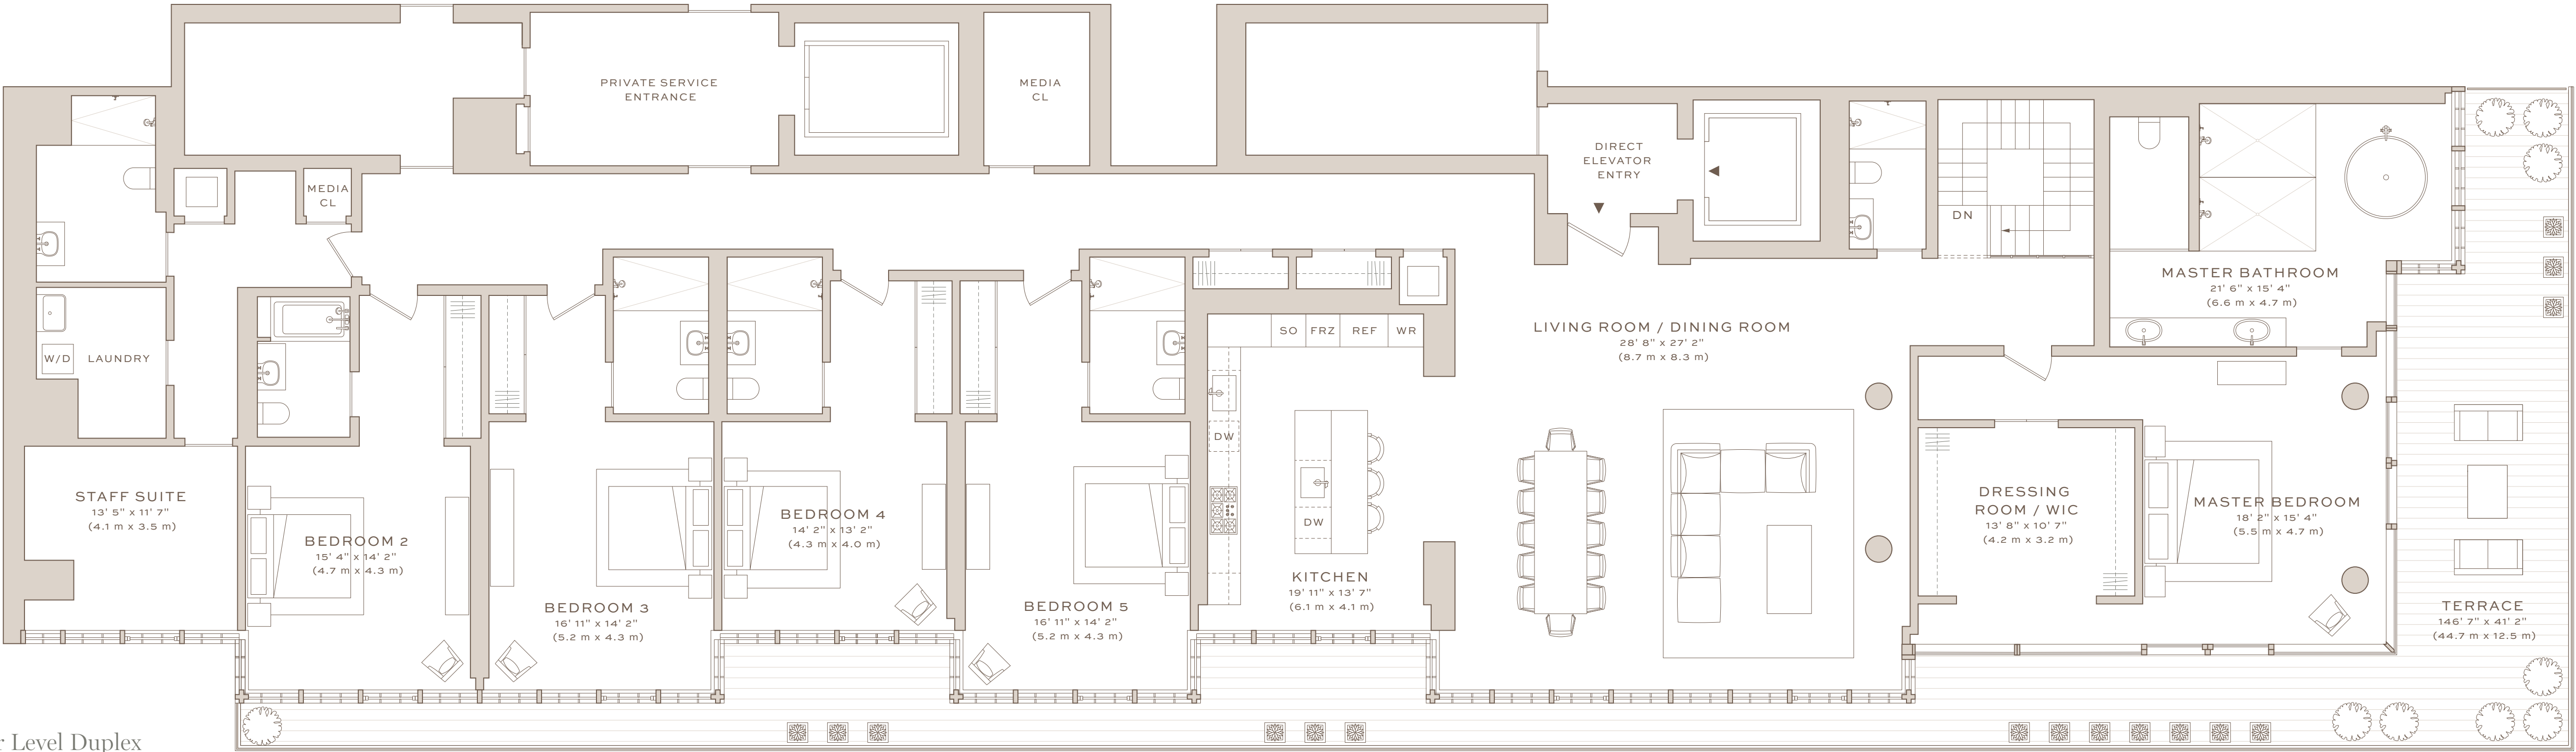 PRIVATE SERVICE
ENTRANCE
MEDIA
CL
DIRECT
ELEVATOR
ENTRY
MEDIA
CL
DN
MASTER BATHROOM
21' 6" x 15' 4"
(6.6 m x 4.7 m)
W/D
LAUNDRY
SO
FRZ
REF
WR
LIVING ROOM / DINING ROOM
28' 8" x 27' 2"
(8.7 m x 8.3 m)
DW
DW
STAFF SUITE
13' 5" x 11' 7"
(4.1 m x 3.5 m)
BEDROOM 2
15' 4" x 14' 2"
(4.7 m x 4.3 m)
BEDROOM 3
16' 11" x 14' 2"
(5.2 m x 4.3 m)
BEDROOM 4
14' 2" x 13' 2"
(4.3 m x 4.0 m)
BEDROOM 5
16' 11" x 14' 2"
(5.2 m x 4.3 m)
KITCHEN
19' 11" x 13' 7"
(6.1 m x 4.1 m)
DRESSING
ROOM / WIC
13' 8" x 10' 7"
(4.2 m x 3.2 m)
MASTER BEDROOM
18' 2" x 15' 4"
(5.5 m x 4.7 m)
TERRACE
146' 7" x 41' 2"
(44.7 m x 12.5 m)
Level Duplex